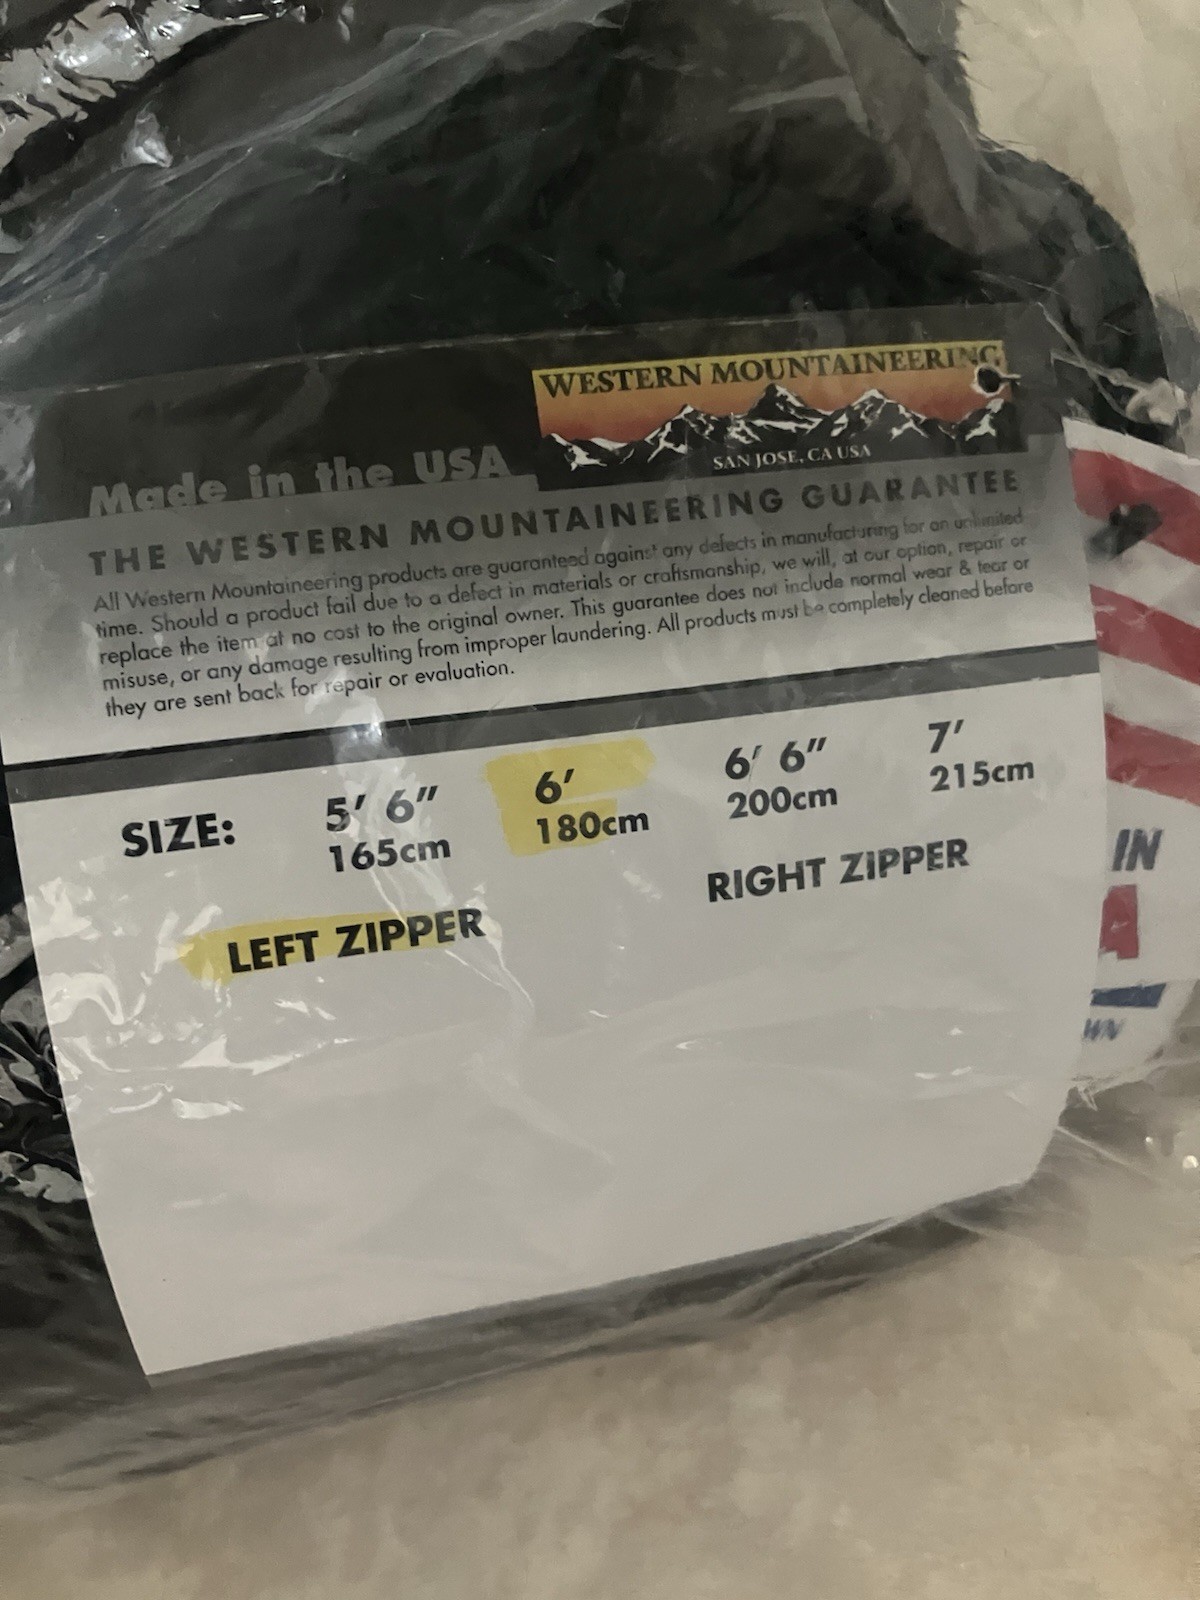 WESTERN MOUNTAINEERING
SAN JOSE, CA USA
Made in the USA
THE WESTERN MOUNTAINEERING GUARANTEE
All Western Mountaineering products are guaranteed against any defects in manufacturing for an unlimited
time. Should a product fail due to a defect in materials or craftsmanship, we will, at our option, repair or
replace the item at no cost to the original owner. This guarantee does not include normal wear & tear or
misuse, or any damage resulting from improper laundering. All products must be completely cleaned before
they are sent back for repair or evaluation.
SIZE: 5' 6" 6' 6' 6" 7'
165cm 180cm 200cm 215cm
LEFT ZIPPER RIGHT ZIPPER
IN
A
WN